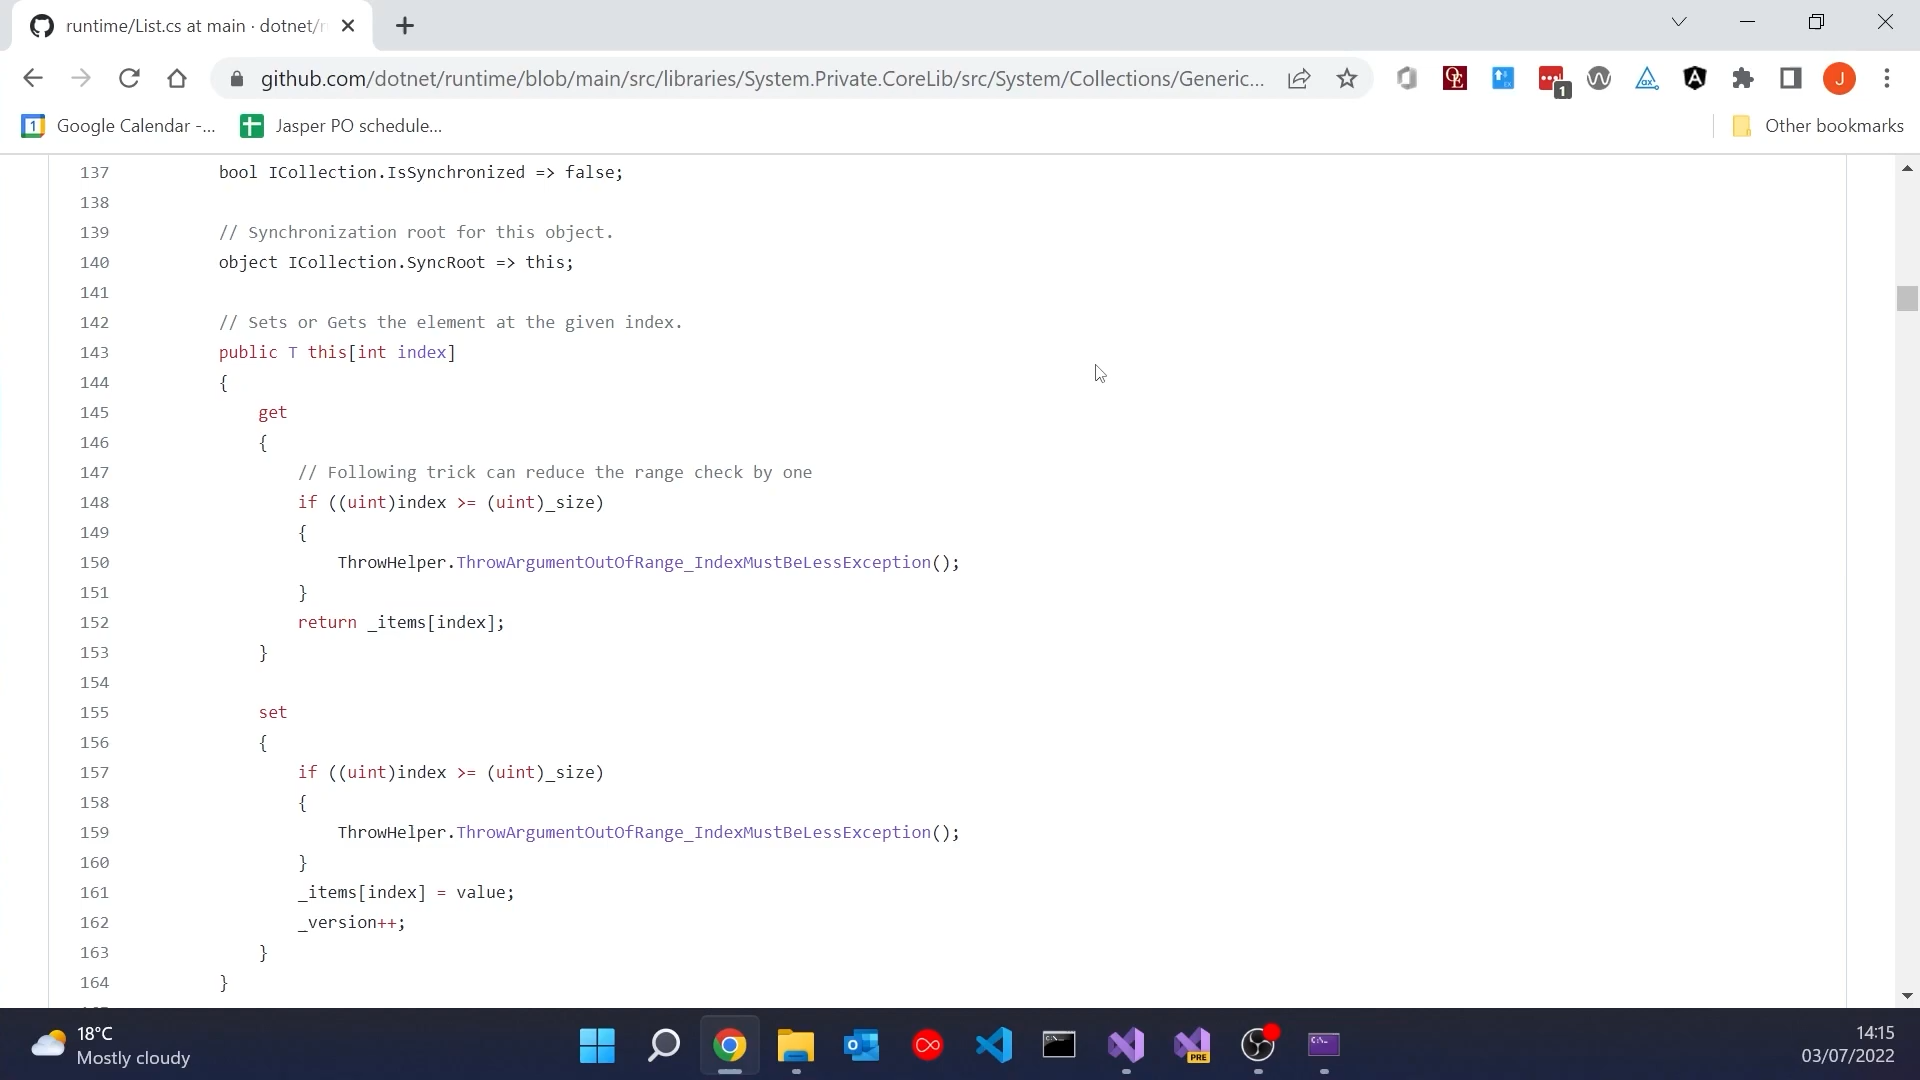 runtime/List.cs at main · dotnet/r
github.com/dotnet/runtime/blob/main/src/libraries/System.Private.CoreLib/src/System/Collections/Generic...
1
J
1 Google Calendar -...
Jasper PO schedule...
Other bookmarks
137 bool ICollection.IsSynchronized => false;
138
139 // Synchronization root for this object.
140 object ICollection.SyncRoot => this;
141
142 // Sets or Gets the element at the given index.
143 public T this[int index]
144 {
145 get
146 {
147 // Following trick can reduce the range check by one
148 if ((uint)index >= (uint)_size)
149 {
150 ThrowHelper.ThrowArgumentOutOfRange_IndexMustBeLessException();
151 }
152 return _items[index];
153 }
154
155 set
156 {
157 if ((uint)index >= (uint)_size)
158 {
159 ThrowHelper.ThrowArgumentOutOfRange_IndexMustBeLessException();
160 }
161 _items[index] = value;
162 _version++;
163 }
164 }
18°C
Mostly cloudy
PRE
14:15
03/07/2022